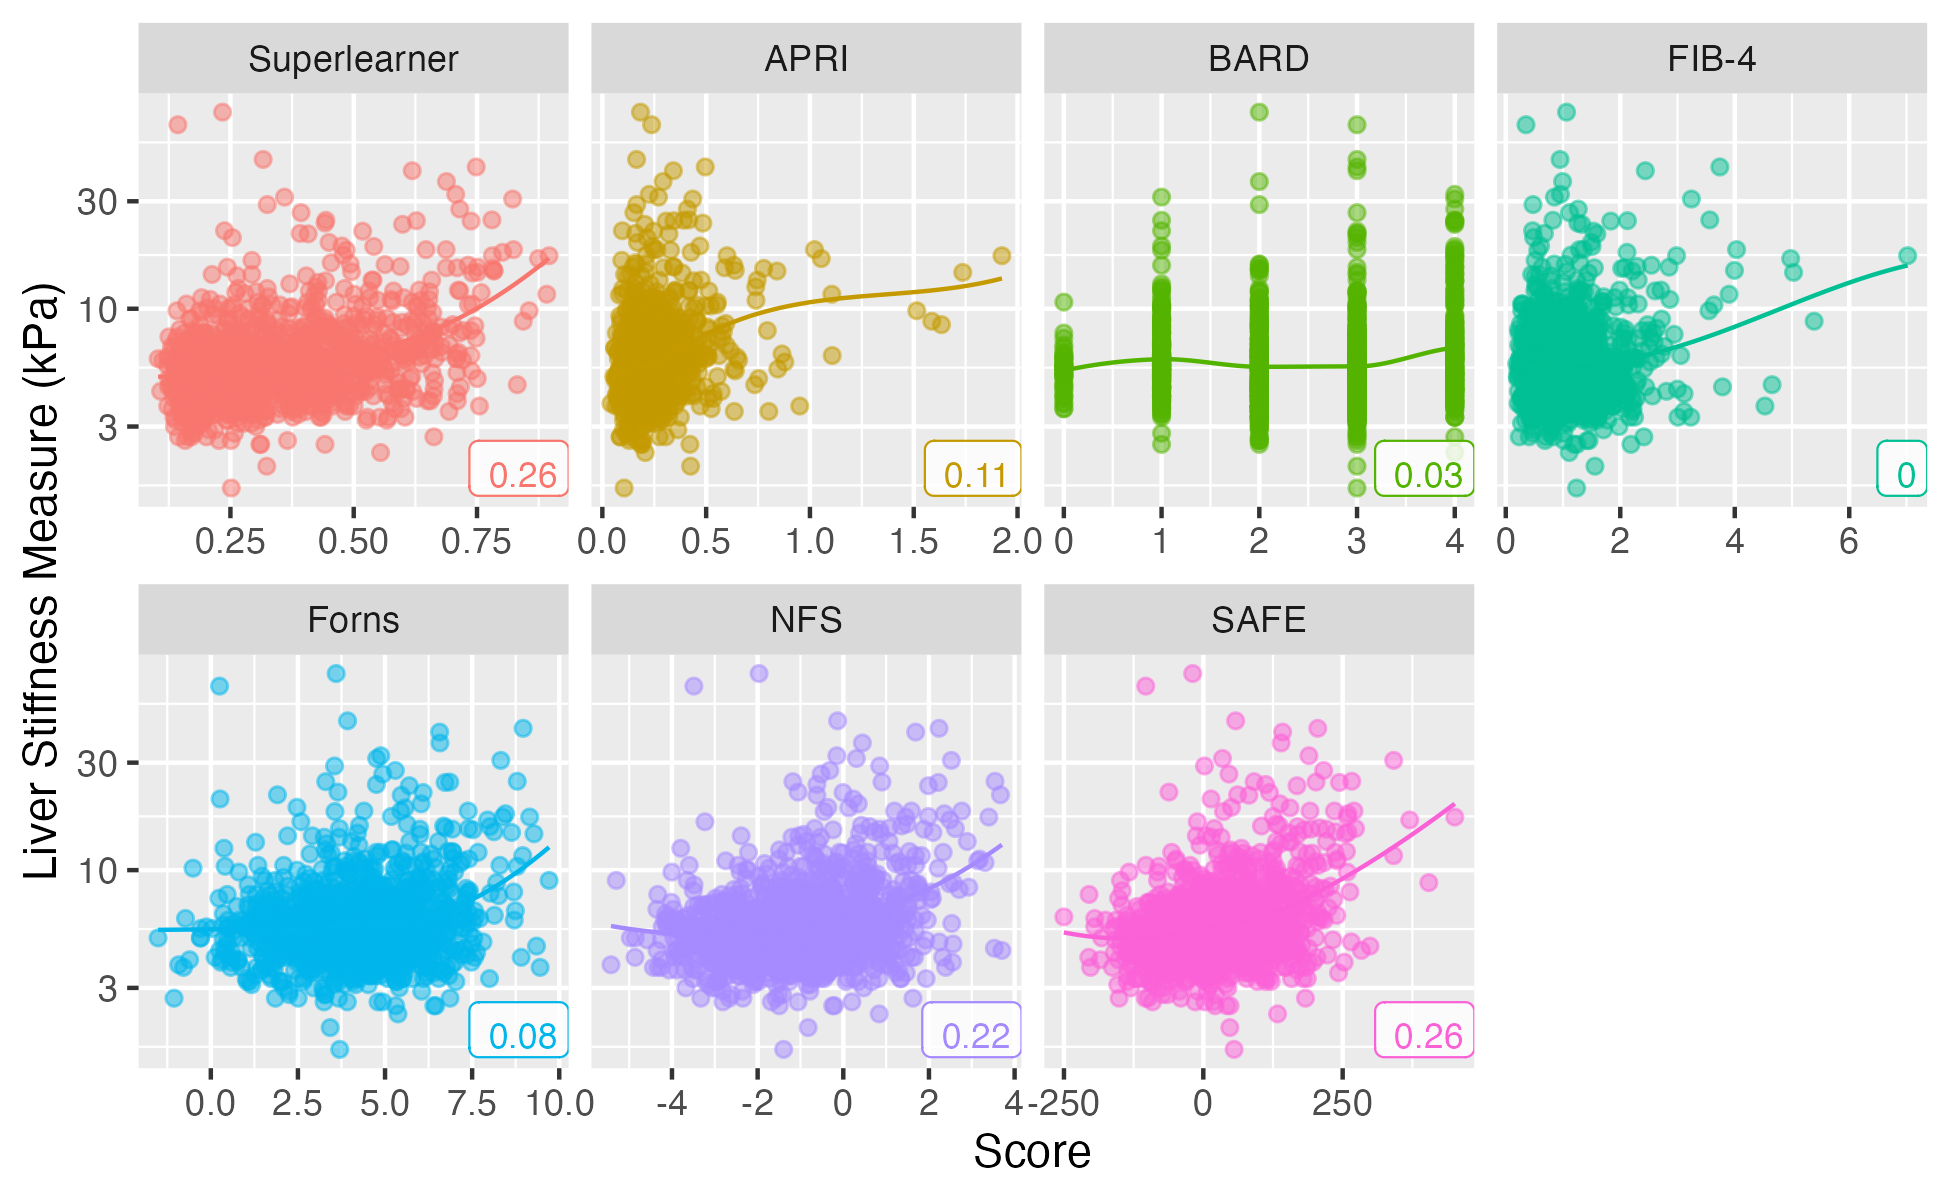 Superlearner APRI BARD FIB-4
30
10
3
0.26 0.11 0.03 0
0.25 0.50 0.75 0.0 0.5 1.0 1.5 2.0 0 1 2 3 4 0 2 4 6
Liver Stiffness Measure (kPa)
Forns NFS SAFE
30
10
3
0.08 0.22 0.26
0.0 2.5 5.0 7.5 10.0 -4 -2 0 2 4 -250 0 250
Score